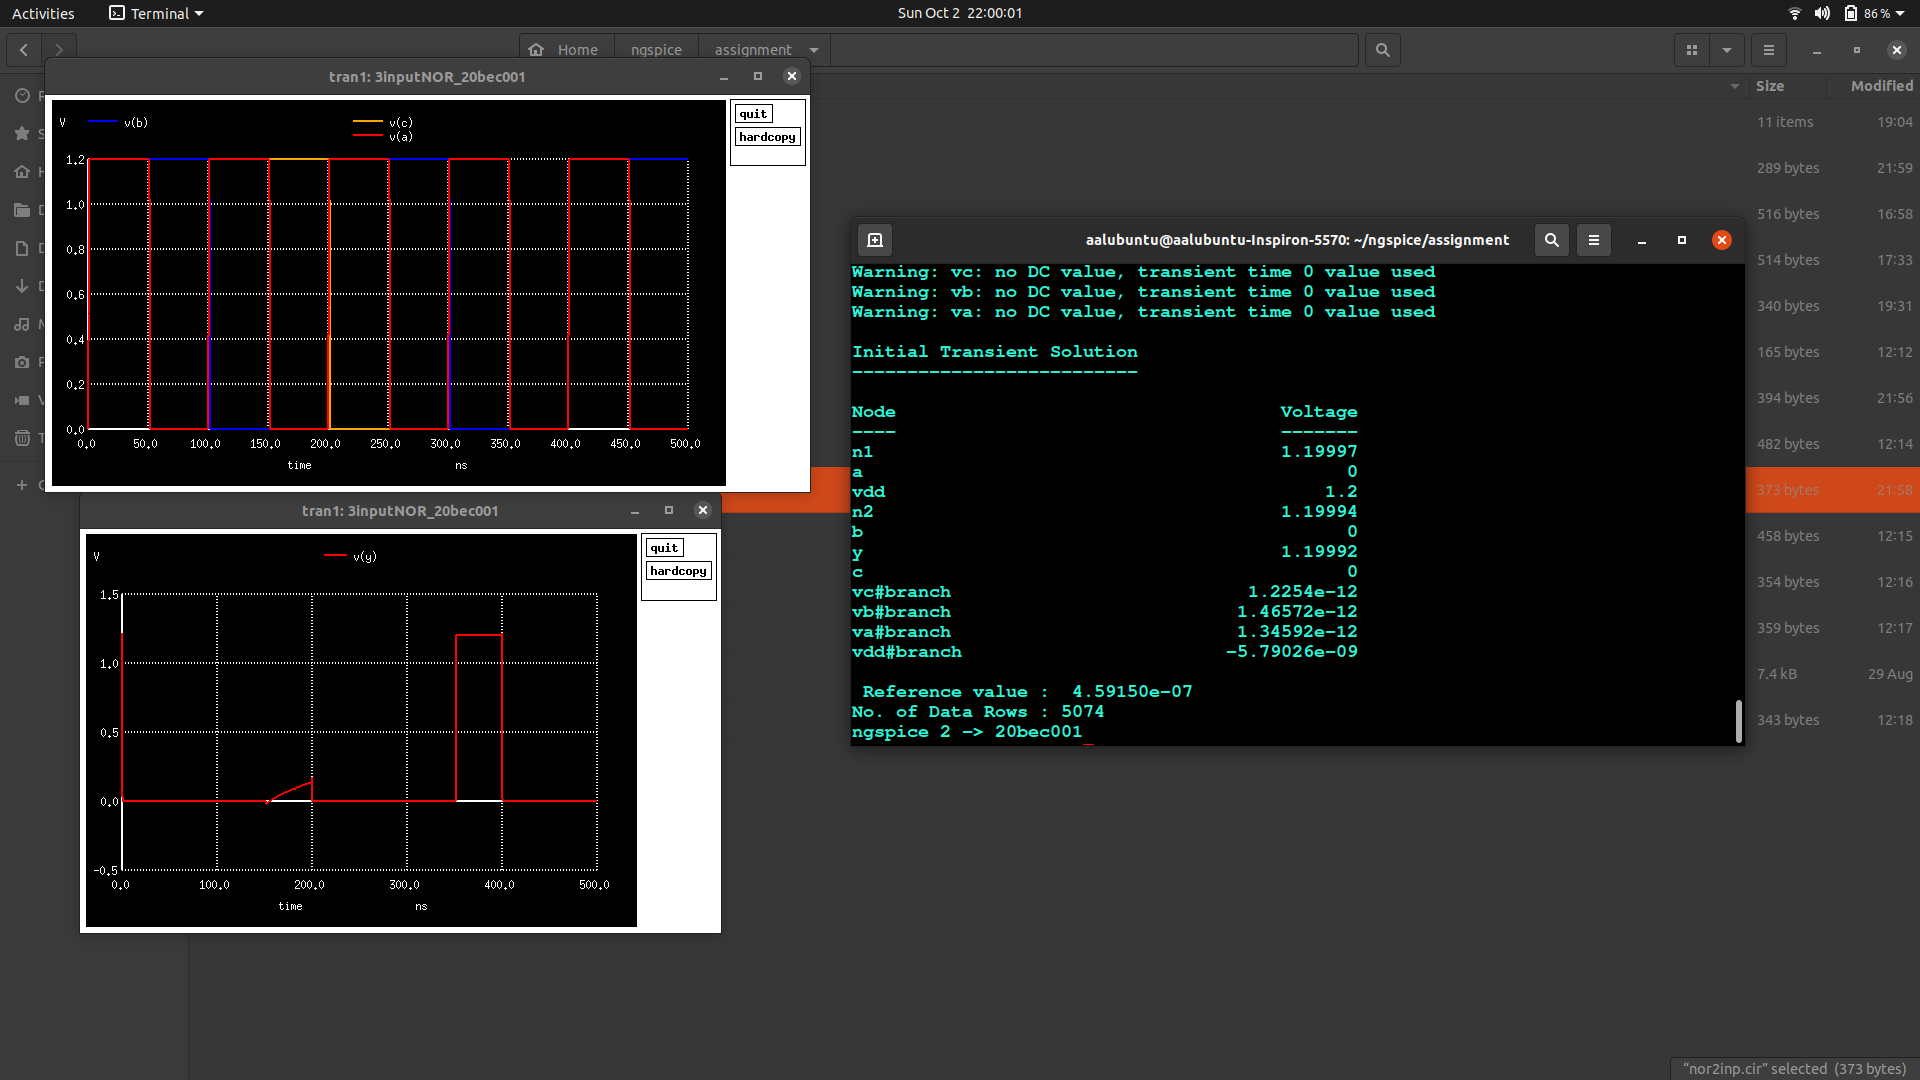 Activities
Terminal
Sun Oct 2 22:00:01
86 %
Home
ngspice
assignment
Size
Modified
11 items 19:04
289 bytes 21:59
516 bytes 16:58
514 bytes 17:33
340 bytes 19:31
165 bytes 12:12
394 bytes 21:56
482 bytes 12:14
373 bytes 21:58
458 bytes 12:15
354 bytes 12:16
359 bytes 12:17
7.4 kB 29 Aug
343 bytes 12:18
tran1: 3inputNOR_20bec001
quit
hardcopy
V
v(b)
v(c)
v(a)
1.2
1.0
0.8
0.6
0.4
0.2
0.0
0.0 50.0 100.0 150.0 200.0 250.0 300.0 350.0 400.0 450.0 500.0
time ns
tran1: 3inputNOR_20bec001
quit
hardcopy
V
v(y)
1.5
1.0
0.5
0.0
-0.5
0.0 100.0 200.0 300.0 400.0 500.0
time ns
aalubuntu@aalubuntu-Inspiron-5570: ~/ngspice/assignment
Warning: vc: no DC value, transient time 0 value used
Warning: vb: no DC value, transient time 0 value used
Warning: va: no DC value, transient time 0 value used
Initial Transient Solution
--------------------------
Node Voltage
---- -------
n1 1.19997
a 0
vdd 1.2
n2 1.19994
b 0
y 1.19992
c 0
vc#branch 1.2254e-12
vb#branch 1.46572e-12
va#branch 1.34592e-12
vdd#branch -5.79026e-09
Reference value : 4.59150e-07
No. of Data Rows : 5074
ngspice 2 -> 20bec001
"nor2inp.cir" selected (373 bytes)